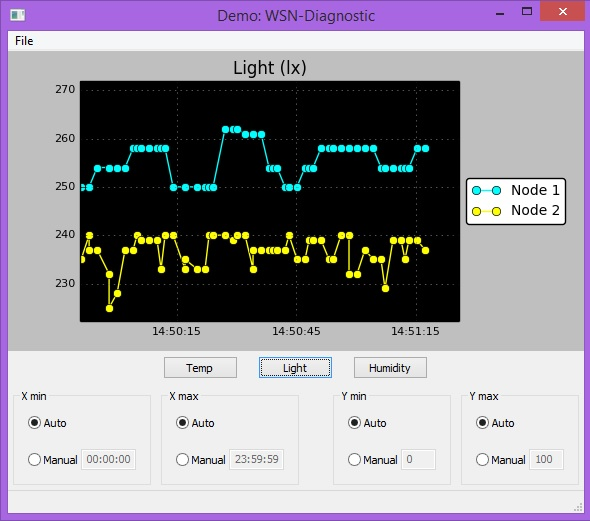 Demo: WSN-Diagnostic
File
Light (lx)
270
260
250
240
230
14:50:15 14:50:45 14:51:15
Node 1
Node 2
Temp Light Humidity
X min X max Y min Y max
Auto Auto Auto Auto
Manual 00:00:00 Manual 23:59:59 Manual 0 Manual 100